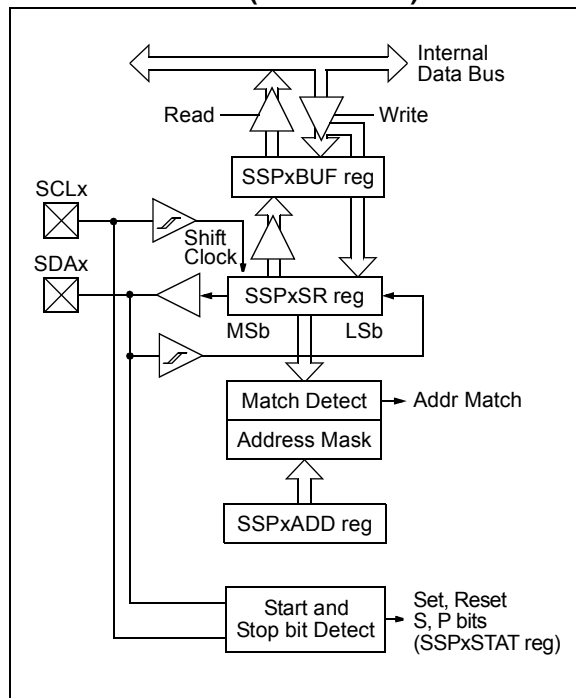 Internal
Data Bus
Read
Write
SSPxBUF reg
SCLx
Shift
Clock
SDAx
SSPxSR reg
MSb
LSb
Match Detect
Addr Match
Address Mask
SSPxADD reg
Start and
Stop bit Detect
Set, Reset
S, P bits
(SSPxSTAT reg)